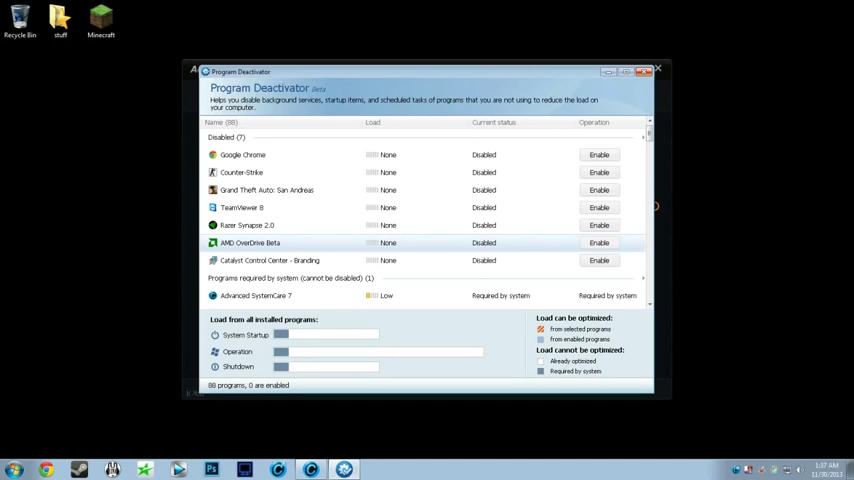 Recycle Bin
stuff
Minecraft
Program Deactivator
Program Deactivator Beta
Helps you disable background services, startup items, and scheduled tasks of programs that you are not using to reduce the load on
your computer.
Name (88) Load Current status Operation
Disabled (7)
Google Chrome None Disabled Enable
Counter-Strike None Disabled Enable
Grand Theft Auto: San Andreas None Disabled Enable
TeamViewer 8 None Disabled Enable
Razer Synapse 2.0 None Disabled Enable
AMD OverDrive Beta None Disabled Enable
Catalyst Control Center - Branding None Disabled Enable
Programs required by system (cannot be disabled) (1)
Advanced SystemCare 7 Low Required by system Required by system
Load from all installed programs:
System Startup
Operation
Shutdown
Load can be optimized:
from selected programs
from enabled programs
Load cannot be optimized:
Already optimized
Required by system
88 programs, 0 are enabled
Ps
1:37 AM
11/30/2013